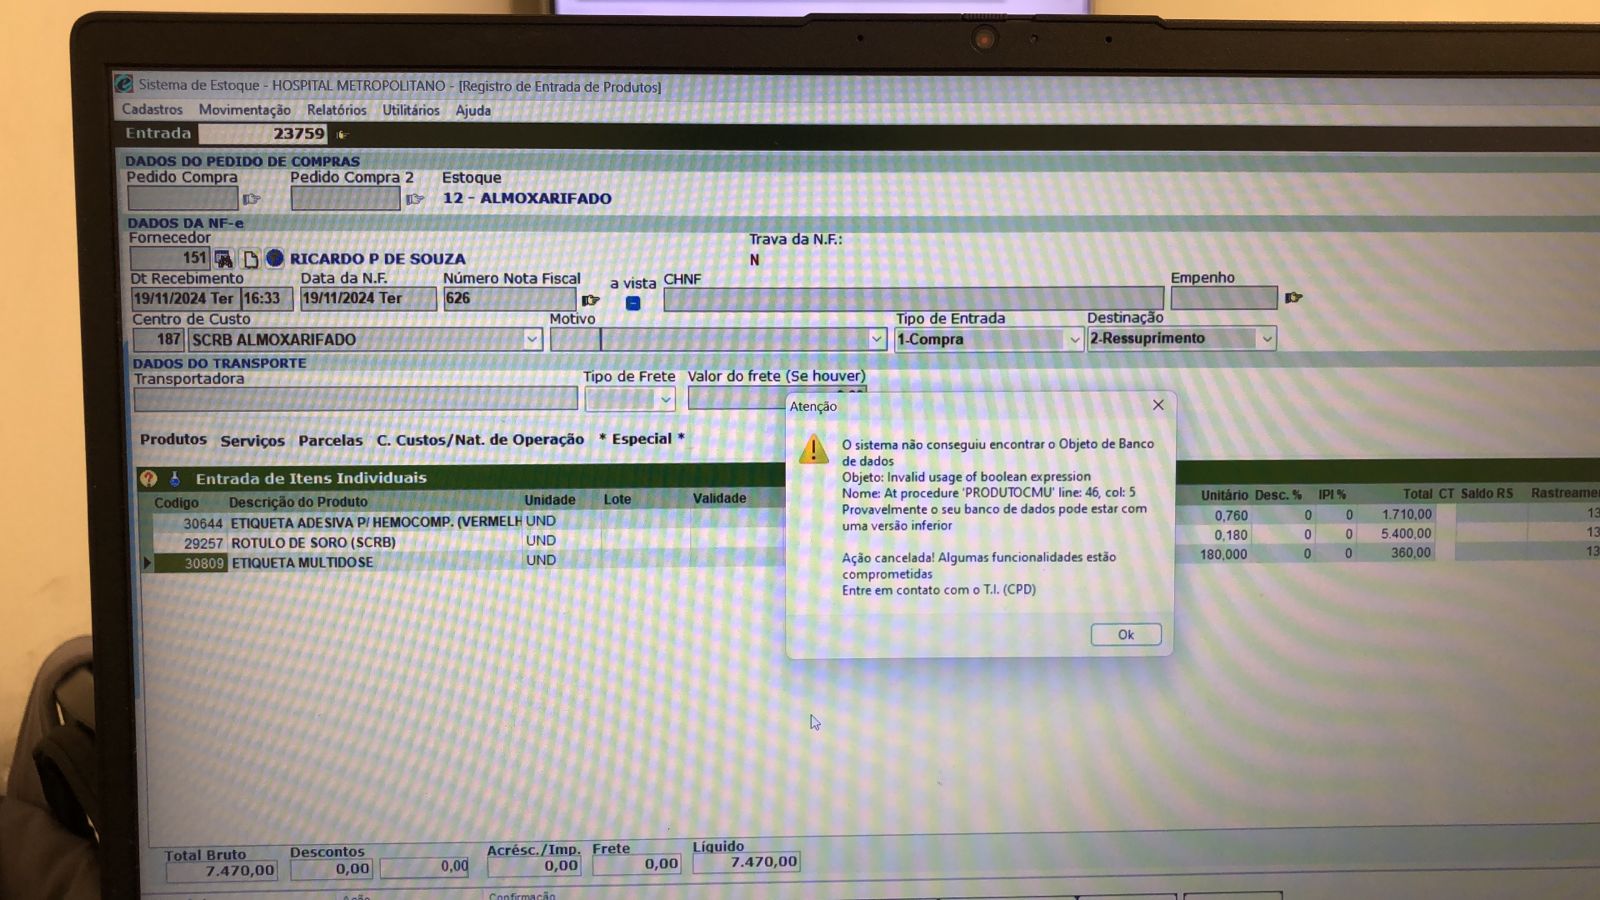 Sistema de Estoque - HOSPITAL METROPOLITANO - [Registro de Entrada de Produtos]
Cadastros Movimentação Relatórios Utilitários Ajuda
Entrada 23759
DADOS DO PEDIDO DE COMPRAS
Pedido Compra Pedido Compra 2 Estoque
12 - ALMOXARIFADO
DADOS DA NF-e
Fornecedor Trava da N.F.:
151 RICARDO P DE SOUZA N
Dt Recebimento Data da N.F. Número Nota Fiscal a vista CHNF Empenho
19/11/2024 Ter 16:33 19/11/2024 Ter 626
Centro de Custo Motivo Tipo de Entrada Destinação
187 SCRB ALMOXARIFADO 1-Compra 2-Ressuprimento
DADOS DO TRANSPORTE
Transportadora Tipo de Frete Valor do frete (Se houver)
Atenção
O sistema não conseguiu encontrar o Objeto de Banco
de dados
Objeto: Invalid usage of boolean expression
Nome: At procedure 'PRODUTOCMU' line: 46, col: 5
Provavelmente o seu banco de dados pode estar com
uma versão inferior
Ação cancelada! Algumas funcionalidades estão
comprometidas
Entre em contato com o T.I. (CPD)
Ok
Produtos Serviços Parcelas C. Custos/Nat. de Operação * Especial *
Entrada de Itens Individuais
Codigo Descrição do Produto Unidade Lote Validade Unitário Desc. % IPI % Total CT Saldo RS
30644 ETIQUETA ADESIVA P/ HEMOCOMP. (VERMELH UND 0,760 0 0 1.710,00 13
29257 ROTULO DE SORO (SCRB) UND 0,180 0 0 5.400,00 13
30809 ETIQUETA MULTIDOSE UND 180,000 0 0 360,00 13
Total Bruto Descontos Acrésc./Imp. Frete Líquido
7.470,00 0,00 0,00 0,00 0,00 7.470,00